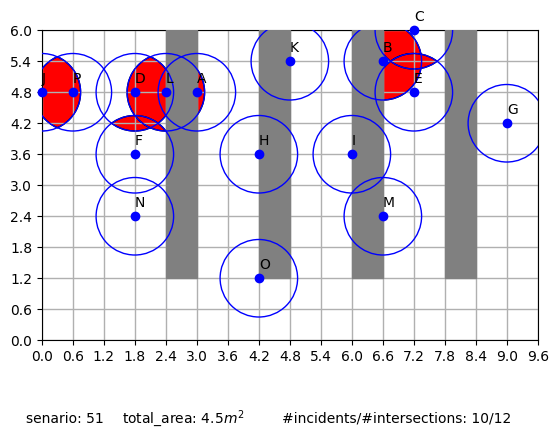 6.0
5.4
4.8
4.2
3.6
3.0
2.4
1.8
1.2
0.6
0.0
C
K
B
J
P
D
L
A
E
G
F
H
I
N
M
O
0.0 0.6 1.2 1.8 2.4 3.0 3.6 4.2 4.8 5.4 6.0 6.6 7.2 7.8 8.4 9.0 9.6
senario: 51 total_area: 4.5m² #incidents/#intersections: 10/12